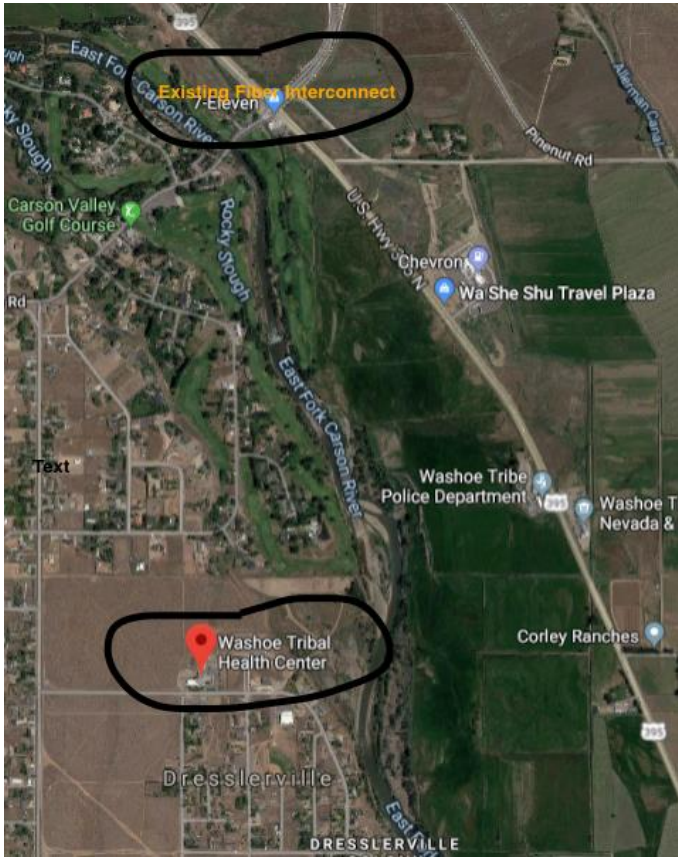 395
East Fork
Carson River
Existing Fiber Interconnect
7-Eleven
Allerman Canal
Pinenut Rd
Carson Valley
Golf Course
Rocky
Slough
U.S. Hwy 395 N
Chevron
Wa She Shu Travel Plaza
Rd
East Fork Carson River
Text
Washoe Tribe
Police Department
395
Washoe T
Nevada &
Washoe Tribal
Health Center
Corley Ranches
395
Dresslerville
DRESSLERVILLE
East Fork